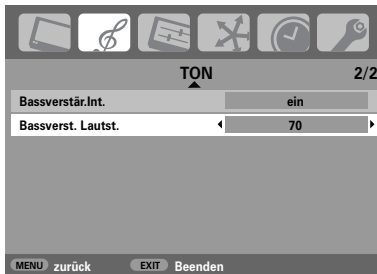 TON 2/2
Bassverstär.Int. ein
Bassverst. Lautst. 70
MENU zurück EXIT Beenden